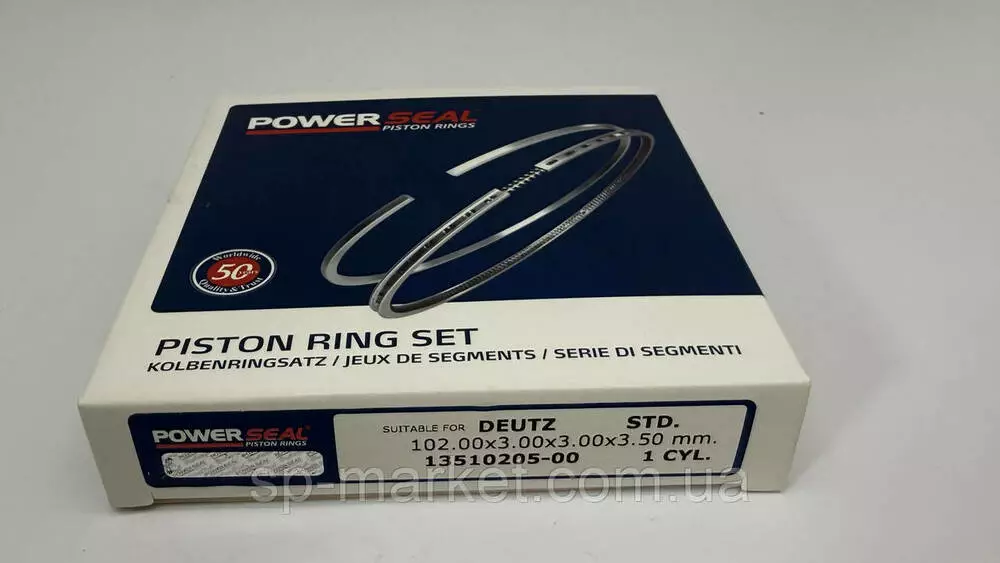 POWER SEAL
PISTON RINGS
Worldwide
50 years
Quality & Trust
PISTON RING SET
KOLBENRINGSATZ / JEUX DE SEGMENTS / SERIE DI SEGMENTI
POWER SEAL
PISTON RINGS
SUITABLE FOR DEUTZ STD.
102.00x3.00x3.00x3.50 mm.
13510205-00 1 CYL.
sp-market.com.ua